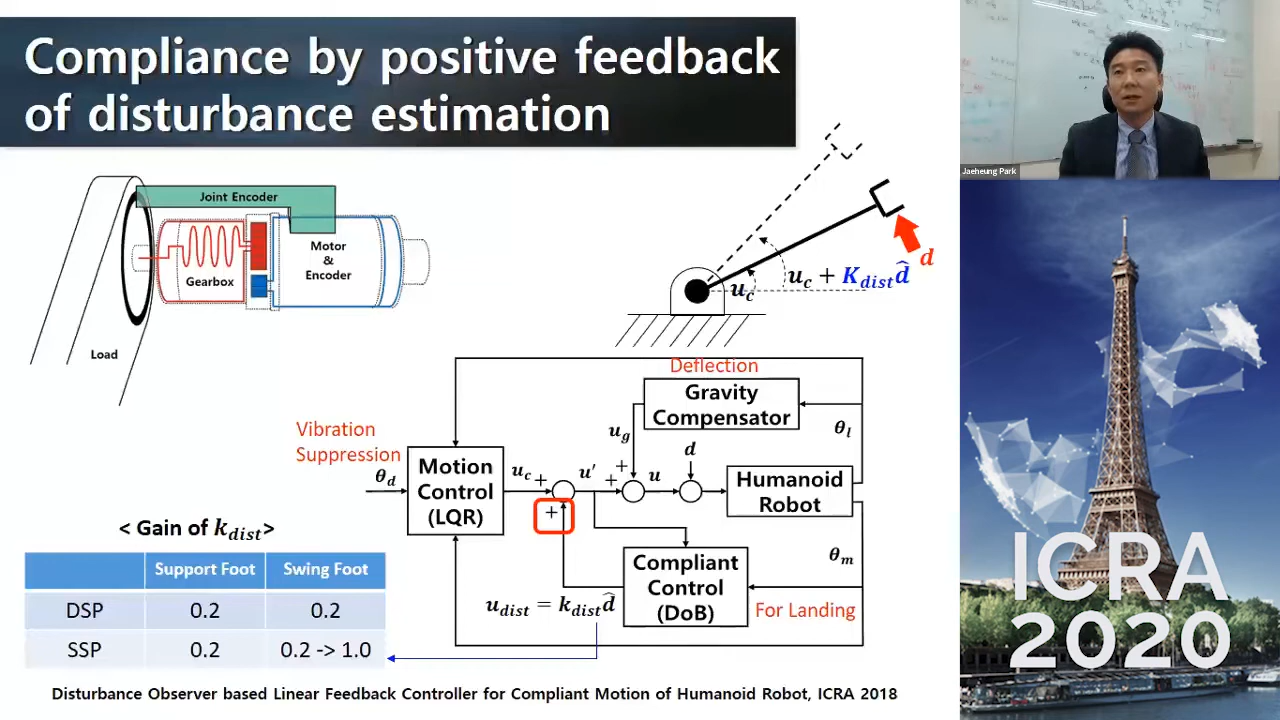 Compliance by positive feedback
of disturbance estimation
Jaeheung Park
Joint Encoder
Motor
&
Encoder
Gearbox
Load
d
u_c
u_c + K_dist d̂
Deflection
Gravity
Compensator
θ_l
u_g
d
Vibration
Suppression
θ_d
Motion
Control
(LQR)
u_c
+
u'
+
+
u
Humanoid
Robot
+
< Gain of k_dist>
θ_m
Compliant
Control
(DoB)
u_dist = k_dist d̂
For Landing
Support Foot
Swing Foot
DSP
0.2
0.2
SSP
0.2
0.2 -> 1.0
Disturbance Observer based Linear Feedback Controller for Compliant Motion of Humanoid Robot, ICRA 2018
ICRA
2020